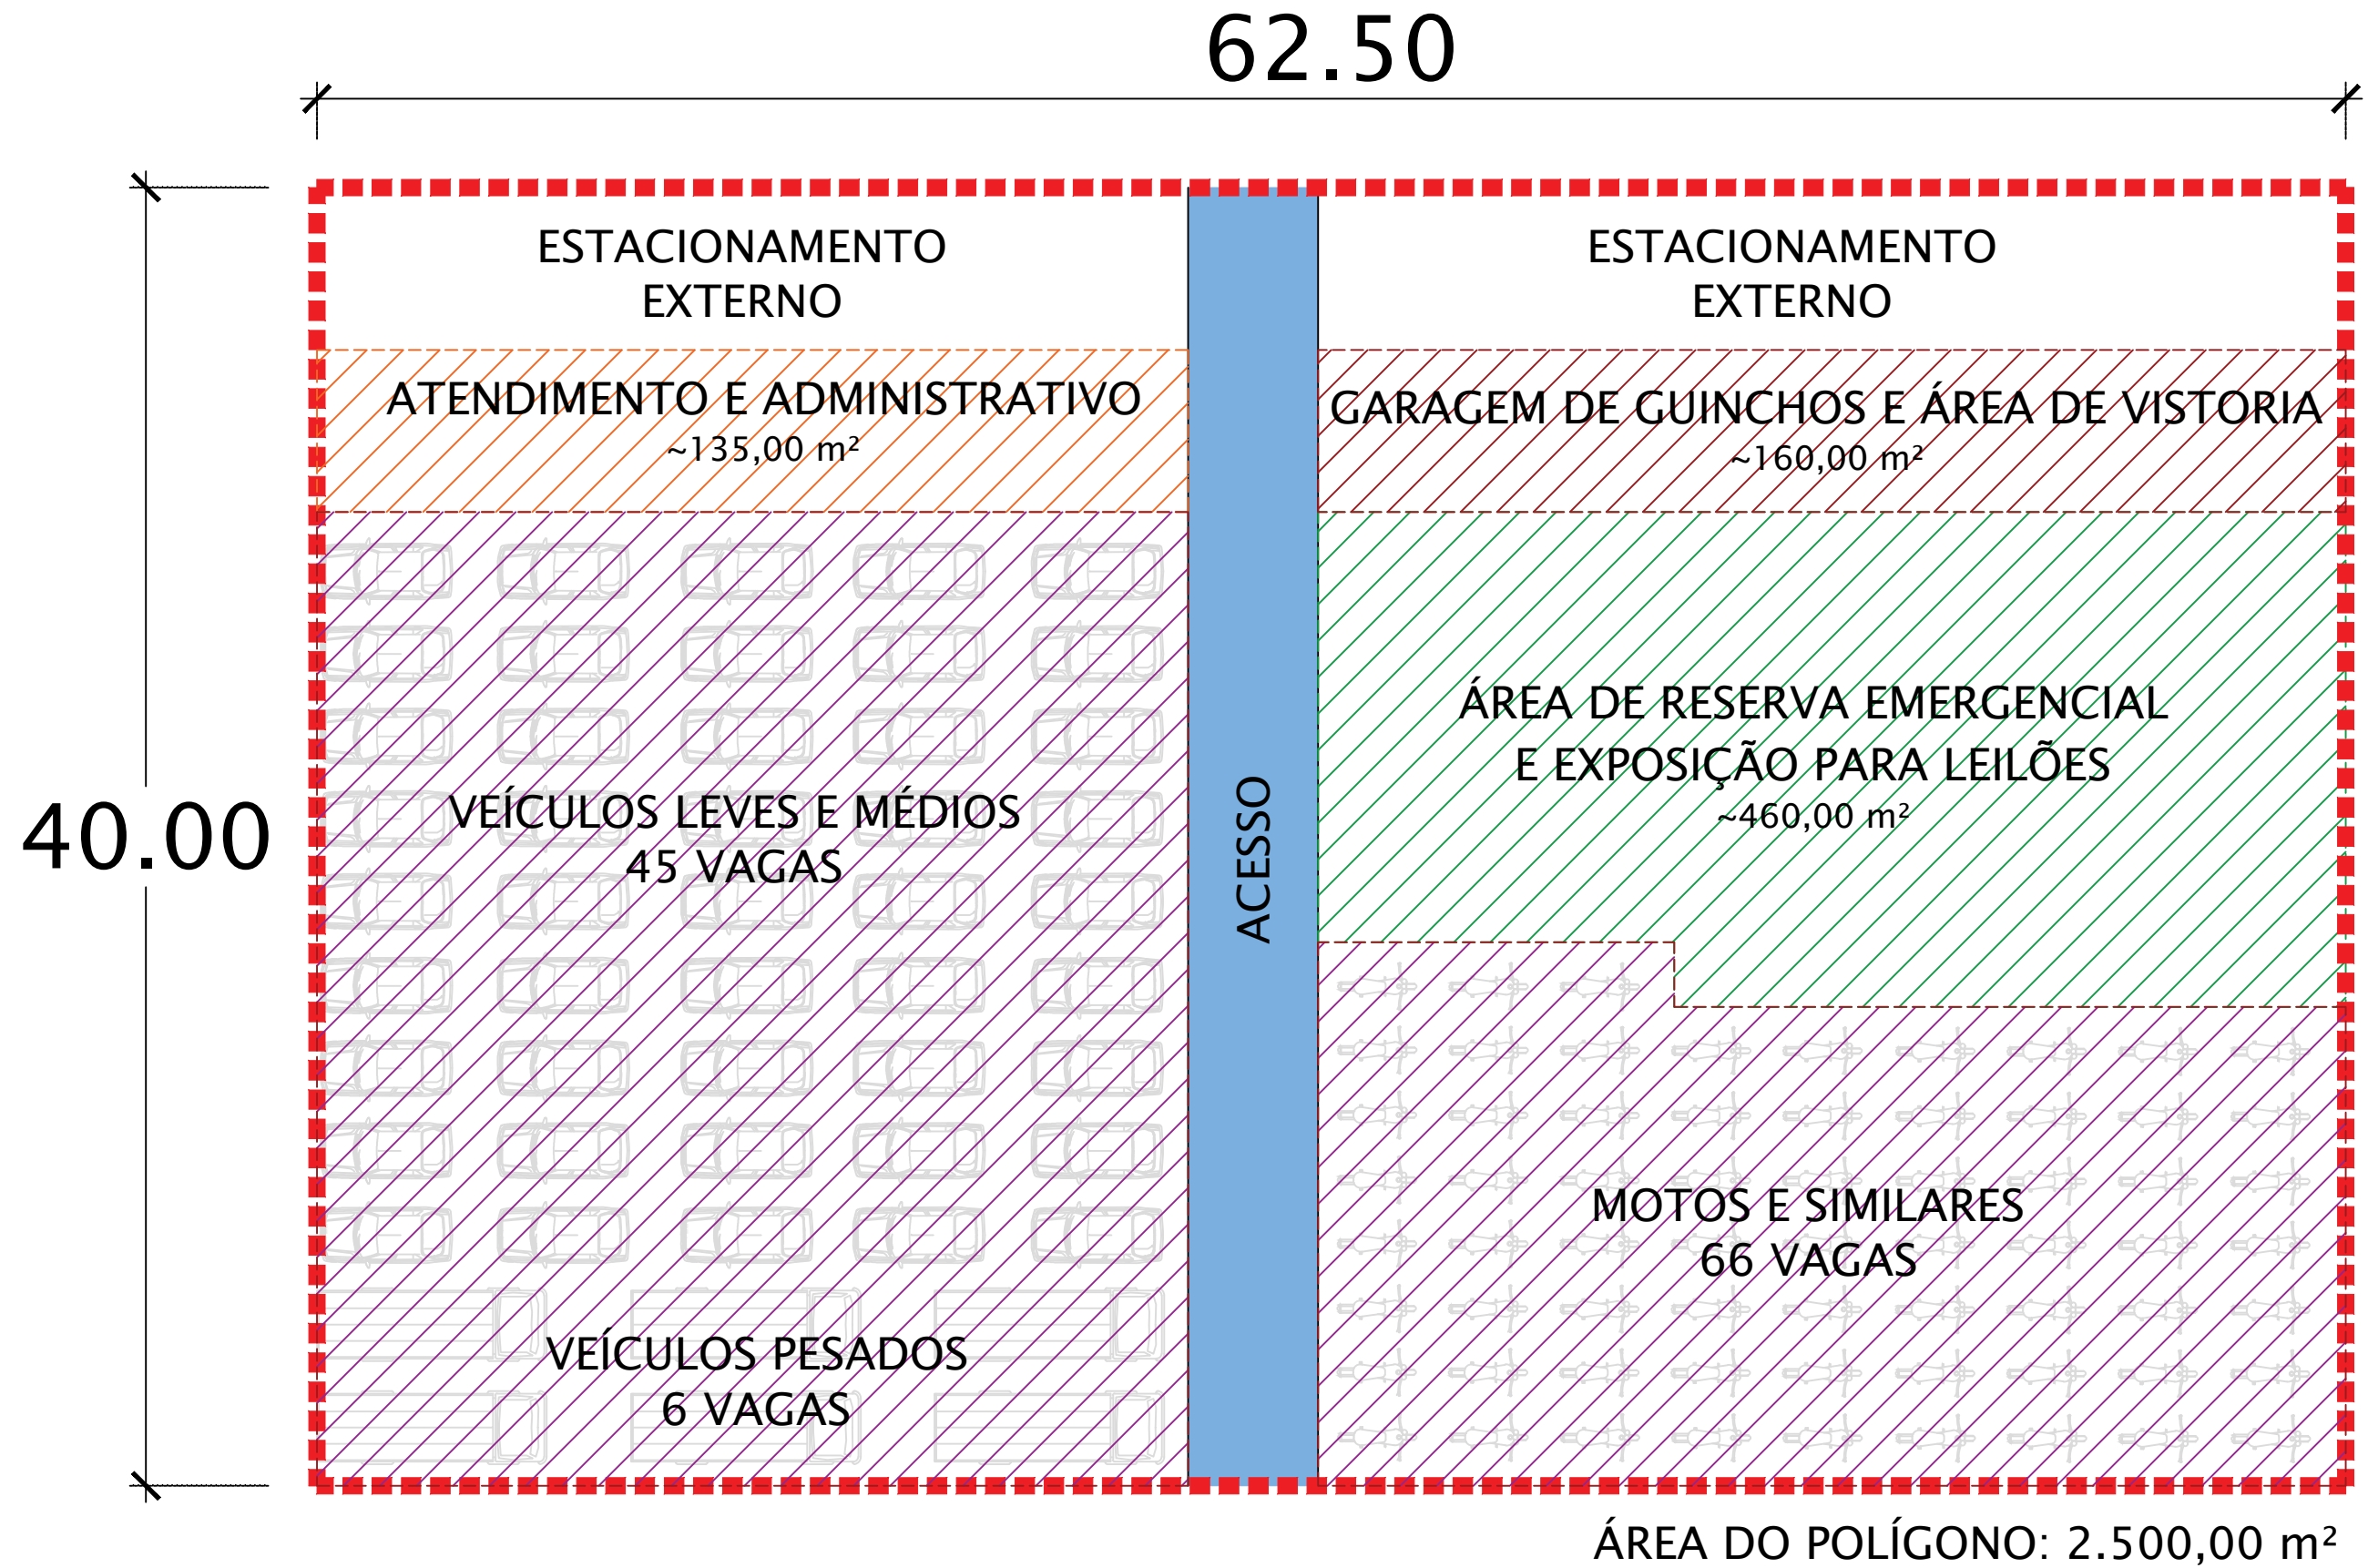 62.50
ESTACIONAMENTO
EXTERNO
ESTACIONAMENTO
EXTERNO
ATENDIMENTO E ADMINISTRATIVO
~135,00 m²
GARAGEM DE GUINCHOS E ÁREA DE VISTORIA
~160,00 m²
40.00
VEÍCULOS LEVES E MÉDIOS
45 VAGAS
ACESSO
ÁREA DE RESERVA EMERGENCIAL
E EXPOSIÇÃO PARA LEILÕES
~460,00 m²
VEÍCULOS PESADOS
6 VAGAS
MOTOS E SIMILARES
66 VAGAS
ÁREA DO POLÍGONO: 2.500,00 m²